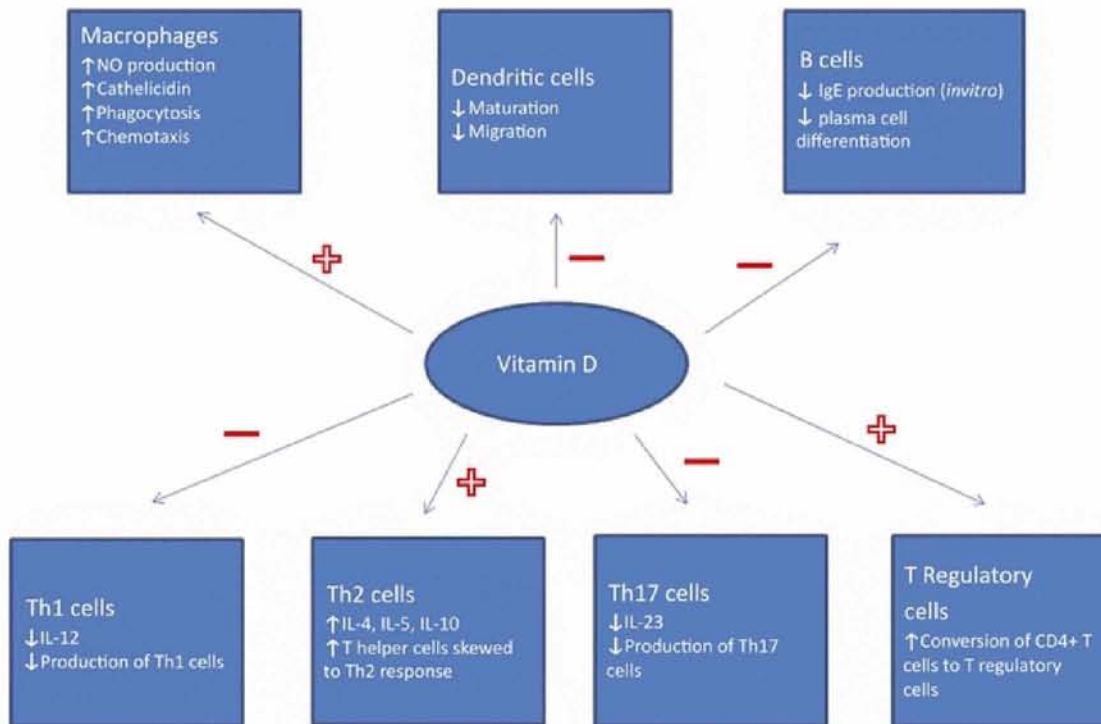 Macrophages
↑NO production
↑Cathelicidin
↑Phagocytosis
↑Chemotaxis
Dendritic cells
↓ Maturation
↓ Migration
B cells
↓ IgE production (invitro)
↓ plasma cell
differentiation
+
−
−
Vitamin D
−
+
−
+
Th1 cells
↓IL-12
↓Production of Th1 cells
Th2 cells
↑IL-4, IL-5, IL-10
↑T helper cells skewed
to Th2 response
Th17 cells
↓IL-23
↓Production of Th17
cells
T Regulatory
cells
↑Conversion of CD4+ T
cells to T regulatory
cells